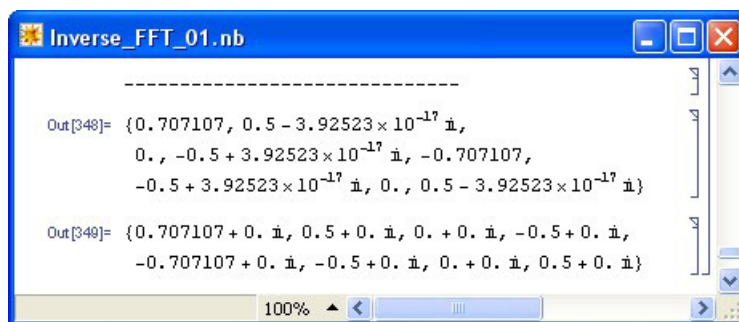 Inverse_FFT_01.nb
-----------------------------
Out[348]= {0.707107, 0.5 - 3.92523 × 10⁻¹⁷ ⅈ,
0., -0.5 + 3.92523 × 10⁻¹⁷ ⅈ, -0.707107,
-0.5 + 3.92523 × 10⁻¹⁷ ⅈ, 0., 0.5 - 3.92523 × 10⁻¹⁷ ⅈ}
Out[349]= {0.707107 + 0. ⅈ, 0.5 + 0. ⅈ, 0. + 0. ⅈ, -0.5 + 0. ⅈ,
-0.707107 + 0. ⅈ, -0.5 + 0. ⅈ, 0. + 0. ⅈ, 0.5 + 0. ⅈ}
100%